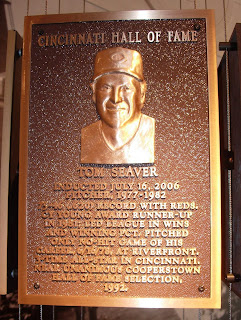 CINCINNATI HALL OF FAME
TOM SEAVER
INDUCTED JULY 16, 2006
PITCHER, 1977-1982
RECORD WITH REDS.
CY YOUNG AWARD RUNNER-UP
IN LEAGUE IN WINS
AND WINNING PCT. PITCHED
ONLY NO-HIT GAME OF HIS
CAREER AT RIVERFRONT.
IN CINCINNATI.
NEAR UNANIMOUS COOPERSTOWN
HALL OF FAME SELECTION,
1992.